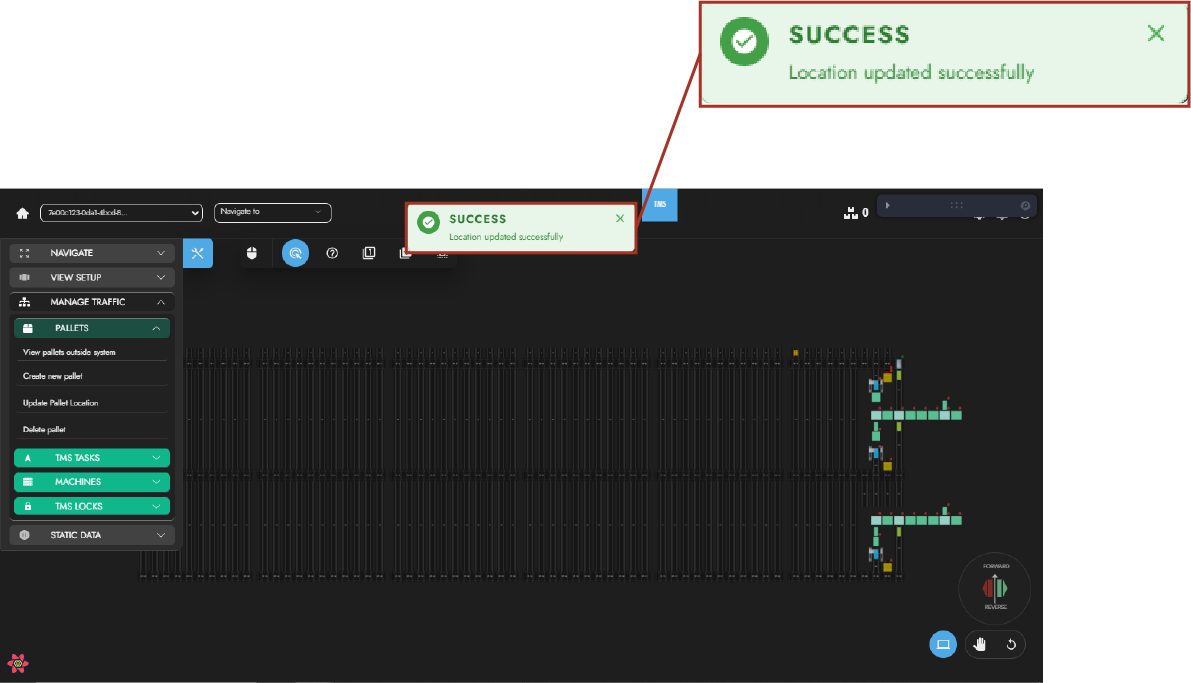 SUCCESS
Location updated successfully
7e00c123-0da1-4bcd-8...
Navigate to
SUCCESS
Location updated successfully
TMS
0
NAVIGATE
VIEW SETUP
MANAGE TRAFFIC
PALLETS
View pallets outside system
Create new pallet
Update Pallet Location
Delete pallet
TMS TASKS
MACHINES
TMS LOCKS
STATIC DATA
FORWARD
REVERSE